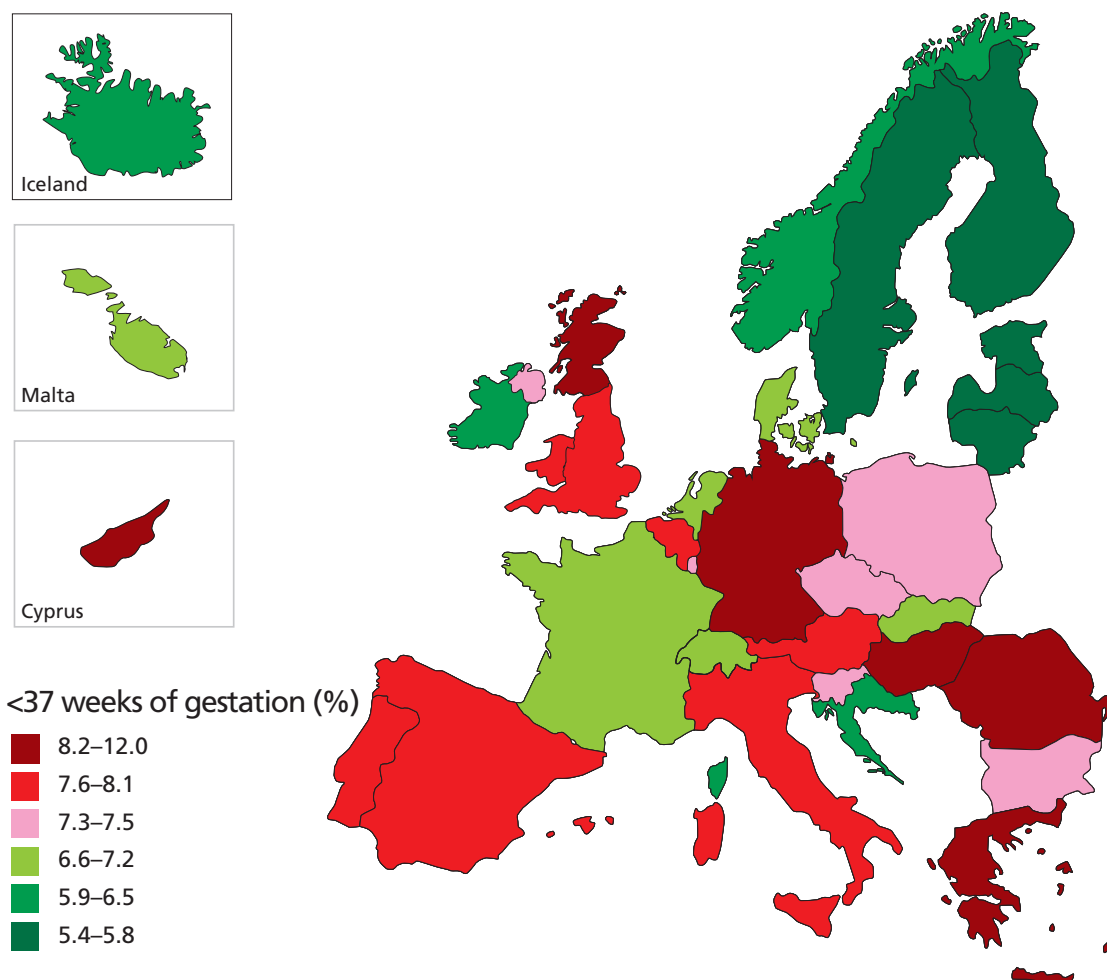 Iceland
Malta
Cyprus
<37 weeks of gestation (%)
8.2–12.0
7.6–8.1
7.3–7.5
6.6–7.2
5.9–6.5
5.4–5.8